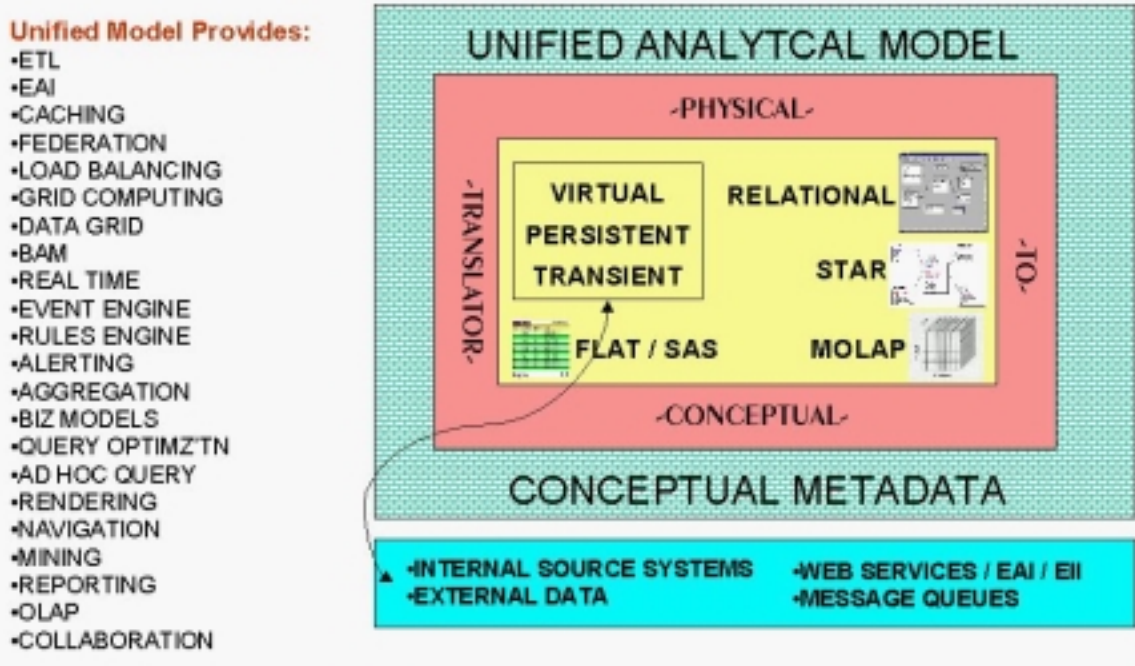 Unified Model Provides:
•ETL
•EAI
•CACHING
•FEDERATION
•LOAD BALANCING
•GRID COMPUTING
•DATA GRID
•BAM
•REAL TIME
•EVENT ENGINE
•RULES ENGINE
•ALERTING
•AGGREGATION
•BIZ MODELS
•QUERY OPTIMZ'TN
•AD HOC QUERY
•RENDERING
•NAVIGATION
•MINING
•REPORTING
•OLAP
•COLLABORATION
UNIFIED ANALYTCAL MODEL
-PHYSICAL-
-TO-
-CONCEPTUAL-
-TRANSLATOR-
VIRTUAL
PERSISTENT
TRANSIENT
RELATIONAL
STAR
FLAT / SAS
MOLAP
CONCEPTUAL METADATA
•INTERNAL SOURCE SYSTEMS
•EXTERNAL DATA
•WEB SERVICES / EAI / EII
•MESSAGE QUEUES